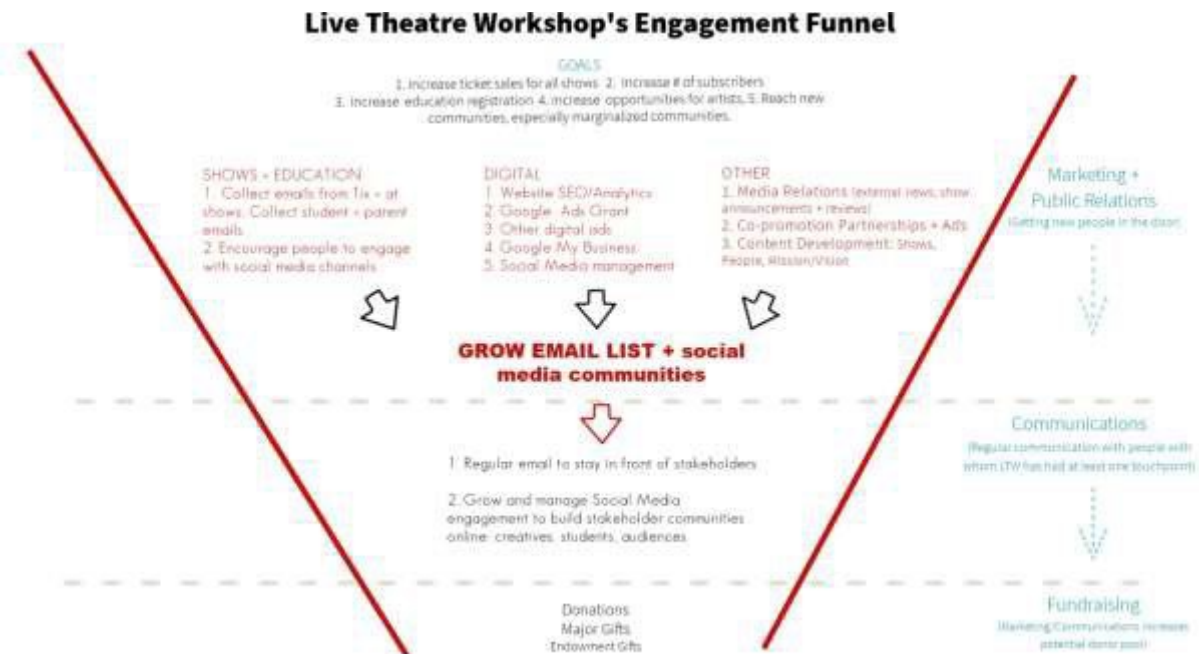 Live Theatre Workshop's Engagement Funnel
GOALS
1. Increase ticket sales for all shows 2. Increase # of subscribers
3. Increase education registration 4. Increase opportunities for artists, 5. Reach new
communities, especially marginalized communities.
SHOWS + EDUCATION
1. Collect emails from Tix + at
shows. Collect student + parent
emails
2. Encourage people to engage
with social media channels
DIGITAL
1. Website SEO/Analytics
2. Google Ads Grant
3. Other digital ads
4. Google My Business
5. Social Media management
OTHER
1. Media Relations (external news, show
announcements + reviews)
2. Co-promotion Partnerships + Ads
3. Content Development: Shows,
People, Mission/Vision
Marketing +
Public Relations
(Getting new people in the door)
GROW EMAIL LIST + social
media communities
1. Regular email to stay in front of stakeholders
2. Grow and manage Social Media
engagement to build stakeholder communities
online: creatives, students, audiences
Communications
(Regular communication with people with
whom LTW has had at least one touchpoint)
Donations
Major Gifts
Endowment Gifts
Fundraising
(Marketing/Communications increases
potential donor pool)